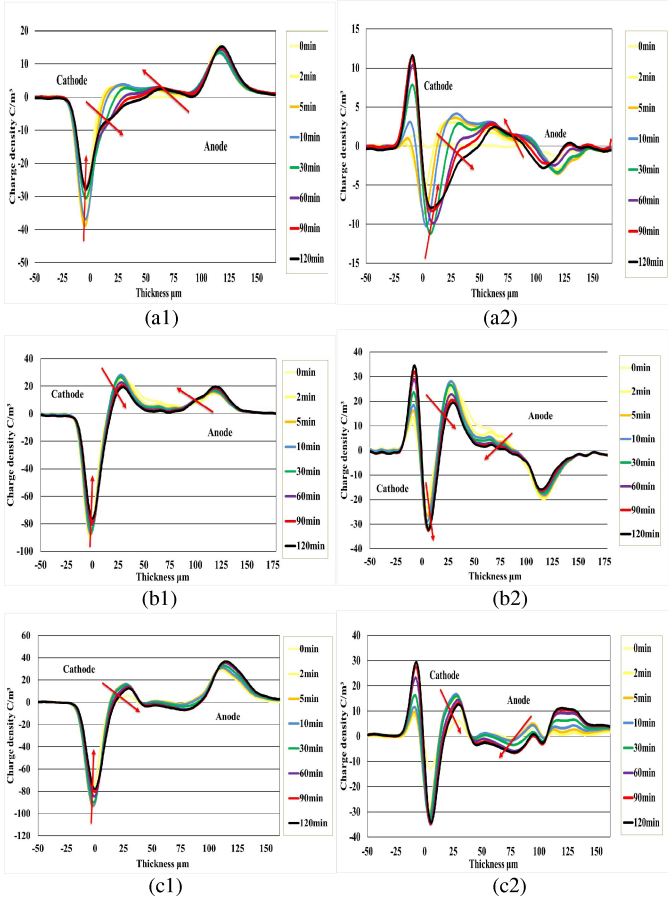 20
10
0
-10
-20
-30
-40
-50
-50 -25 0 25 50 75 100 125 150
Charge density C/m³
Thickness µm
Cathode
Anode
0min
2min
5min
10min
30min
60min
90min
120min
(a1)
15
10
5
0
-5
-10
-15
-50 -25 0 25 50 75 100 125 150
Charge density C/m³
Thickness µm
Cathode
Anode
0min
2min
5min
10min
30min
60min
90min
120min
(a2)
40
20
0
-20
-40
-60
-80
-100
-50 -25 0 25 50 75 100 125 150 175
Charge density C/m³
Thickness µm
Cathode
Anode
0min
2min
5min
10min
30min
60min
90min
120min
(b1)
40
30
20
10
0
-10
-20
-30
-40
-50 -25 0 25 50 75 100 125 150 175
Charge density C/m³
Thickness µm
Anode
Cathode
0min
2min
5min
10min
30min
60min
90min
120min
(b2)
60
40
20
0
-20
-40
-60
-80
-100
-120
-50 -25 0 25 50 75 100 125 150
Charge density C/m³
Thickness µm
Cathode
Anode
0min
2min
5min
10min
30min
60min
90min
120min
(c1)
40
30
20
10
0
-10
-20
-30
-40
-50 -25 0 25 50 75 100 125 150
Charge density C/m³
Thickness µm
Cathode
Anode
0min
2min
5min
10min
30min
60min
90min
120min
(c2)